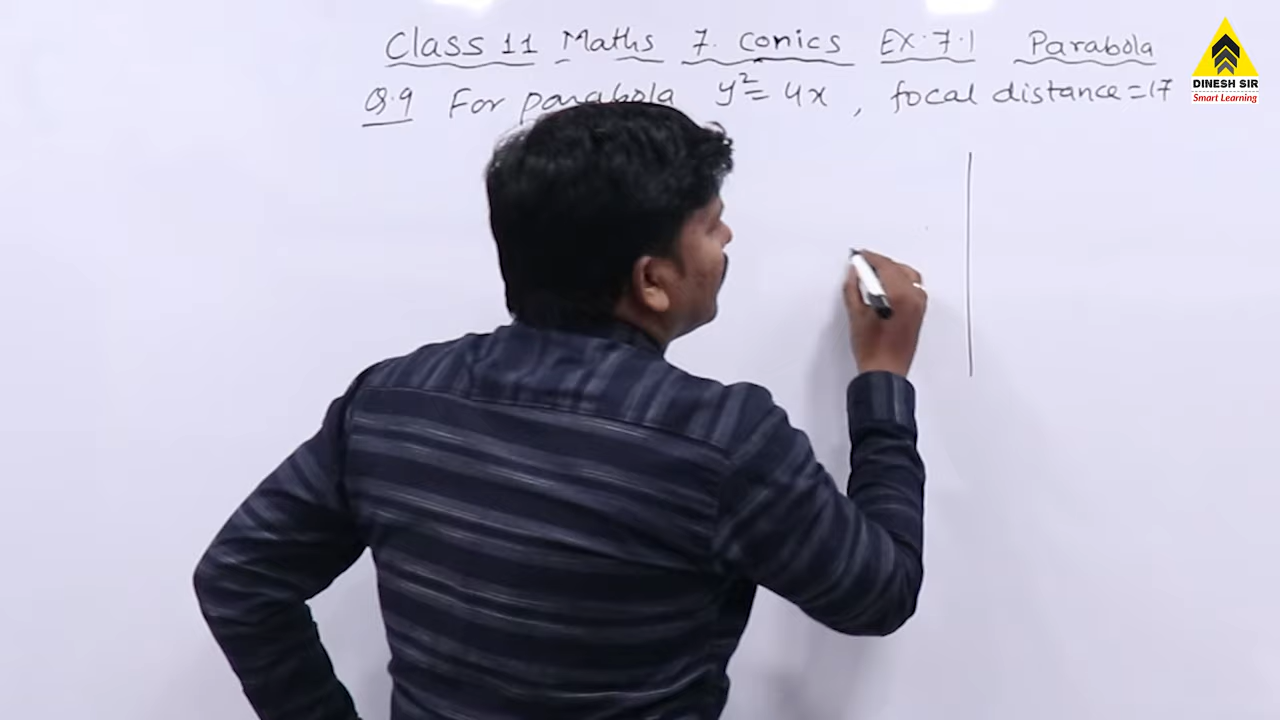 Class 11 Maths 7. Conics Ex. 7.1 Parabola
Q.9 For parabola y²= 4x , focal distance=17
DINESH SIR
Smart Learning